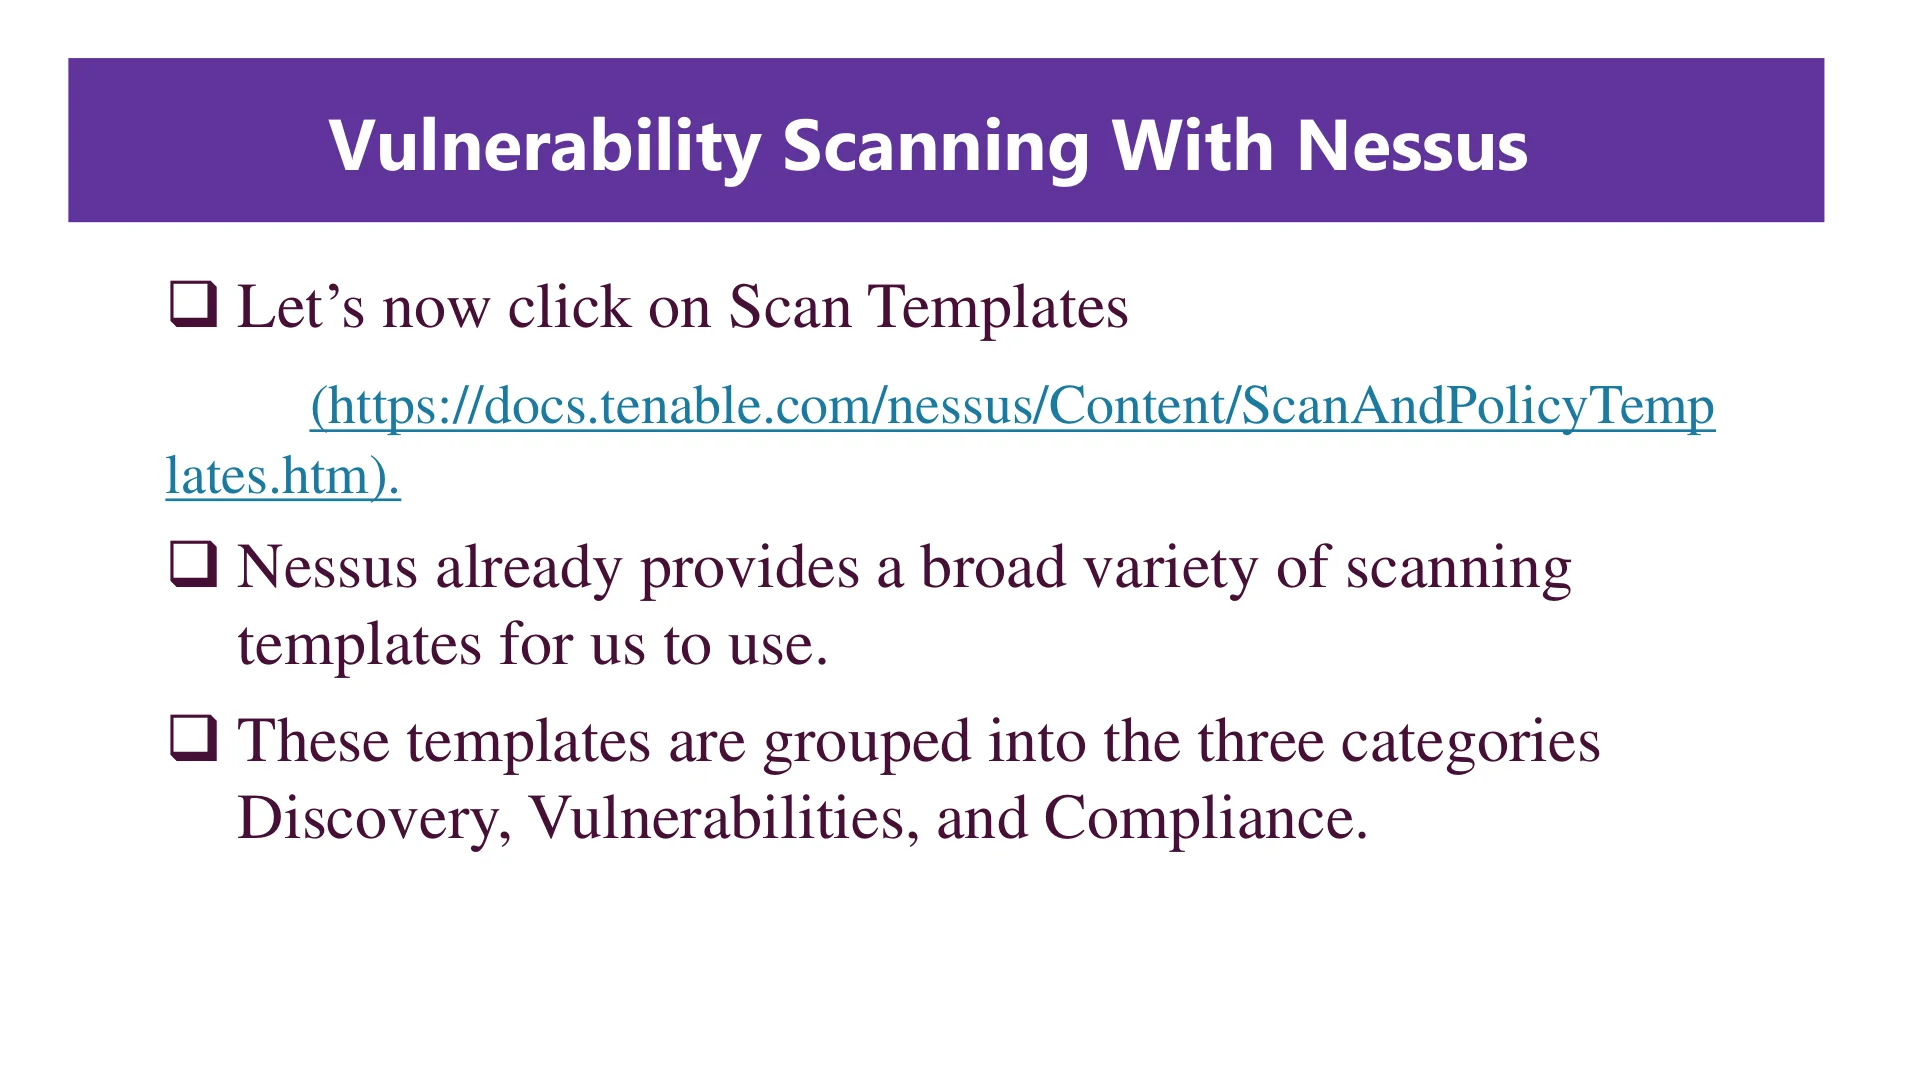 Vulnerability Scanning With Nessus
❑ Let’s now click on Scan Templates
(https://docs.tenable.com/nessus/Content/ScanAndPolicyTemp
lates.htm).
❑ Nessus already provides a broad variety of scanning
templates for us to use.
❑ These templates are grouped into the three categories
Discovery, Vulnerabilities, and Compliance.